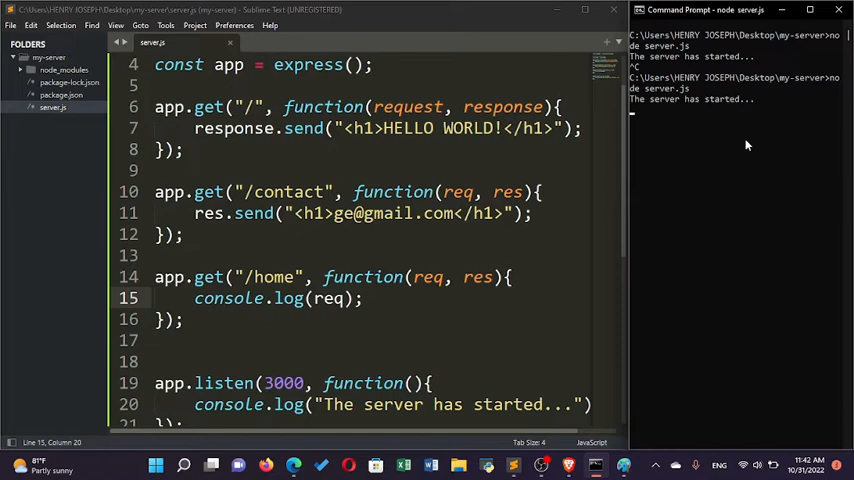 C:\Users\HENRY JOSEPH\Desktop\my-server\server.js (my-server) - Sublime Text (UNREGISTERED)
File Edit Selection Find View Goto Tools Project Preferences Help
FOLDERS
my-server
node_modules
package-lock.json
package.json
server.js
server.js
4 const app = express();
5
6 app.get("/", function(request, response){
7 response.send("<h1>HELLO WORLD!</h1>");
8 });
9
10 app.get("/contact", function(req, res){
11 res.send("<h1>ge@gmail.com</h1>");
12 });
13
14 app.get("/home", function(req, res){
15 console.log(req);
16 });
17
18
19 app.listen(3000, function(){
20 console.log("The server has started...")
21 });
Line 15, Column 20
Tab Size: 4
JavaScript
Command Prompt - node server.js
C:\Users\HENRY JOSEPH\Desktop\my-server>no
de server.js
The server has started...
^C
C:\Users\HENRY JOSEPH\Desktop\my-server>no
de server.js
The server has started...
81°F
Partly sunny
ENG
11:42 AM
10/31/2022